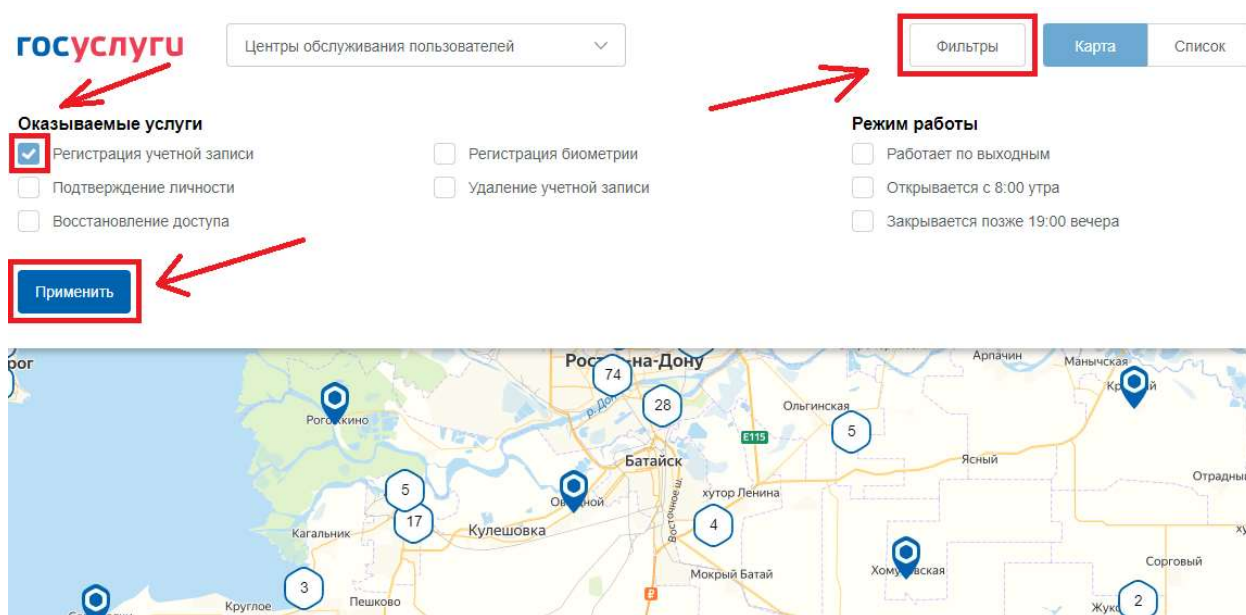 госуслуги
Центры обслуживания пользователей
Фильтры
Карта
Список
Оказываемые услуги
Режим работы
Регистрация учетной записи
Регистрация биометрии
Работает по выходным
Подтверждение личности
Удаление учетной записи
Открывается с 8:00 утра
Восстановление доступа
Закрывается позже 19:00 вечера
Применить
74
28
Арпачин
Манычская
Ольгинская
5
E115
Батайск
Ясный
Отрадный
5
17
хутор Ленина
Восточное ш.
4
Кагальник
Кулешовка
Мокрый Батай
Сорговый
3
Круглое
Пешково
2